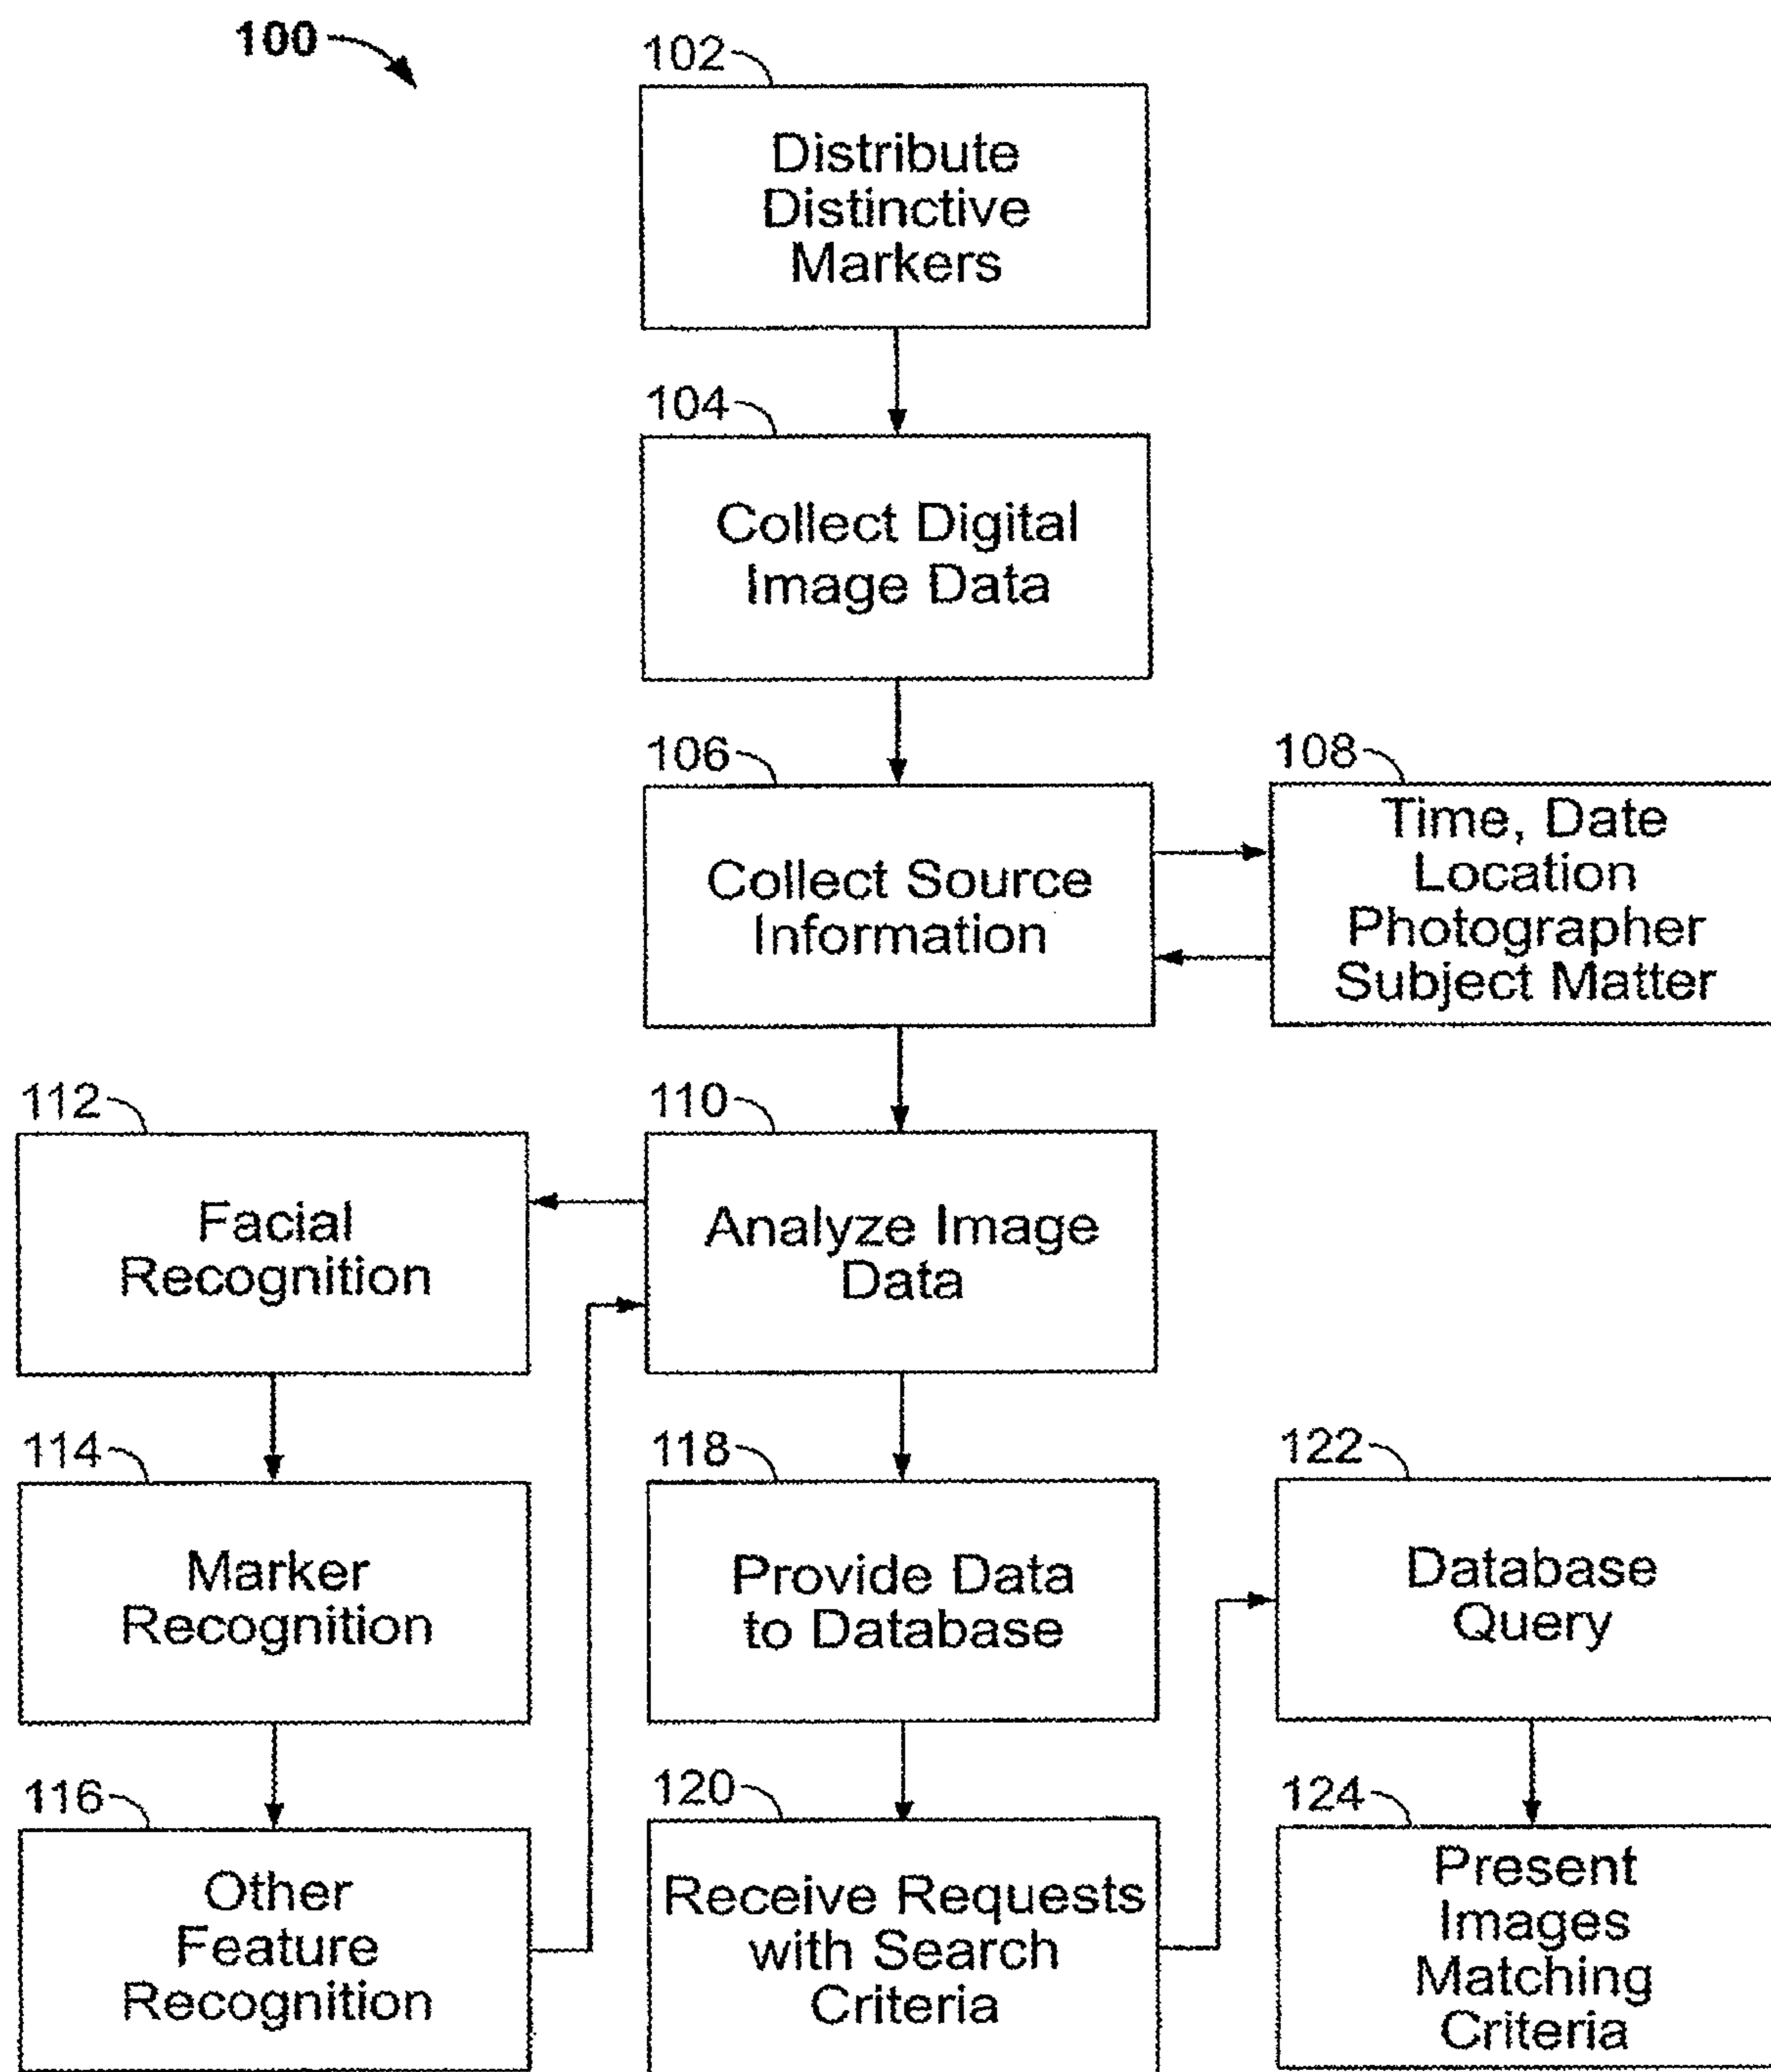 100
102
Distribute
Distinctive
Markers
104
Collect Digital
Image Data
106
Collect Source
Information
108
Time, Date
Location
Photographer
Subject Matter
110
Analyze Image
Data
112
Facial
Recognition
114
Marker
Recognition
116
Other
Feature
Recognition
118
Provide Data
to Database
120
Receive Requests
with Search
Criteria
122
Database
Query
124
Present
Images
Matching
Criteria